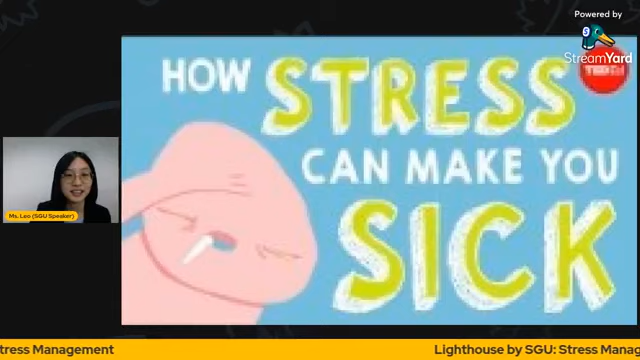 Powered by
StreamYard
HOW STRESS
CAN MAKE YOU
SICK
Ms. Leo (SGU Speaker)
tress Management
Lighthouse by SGU: Stress Manag